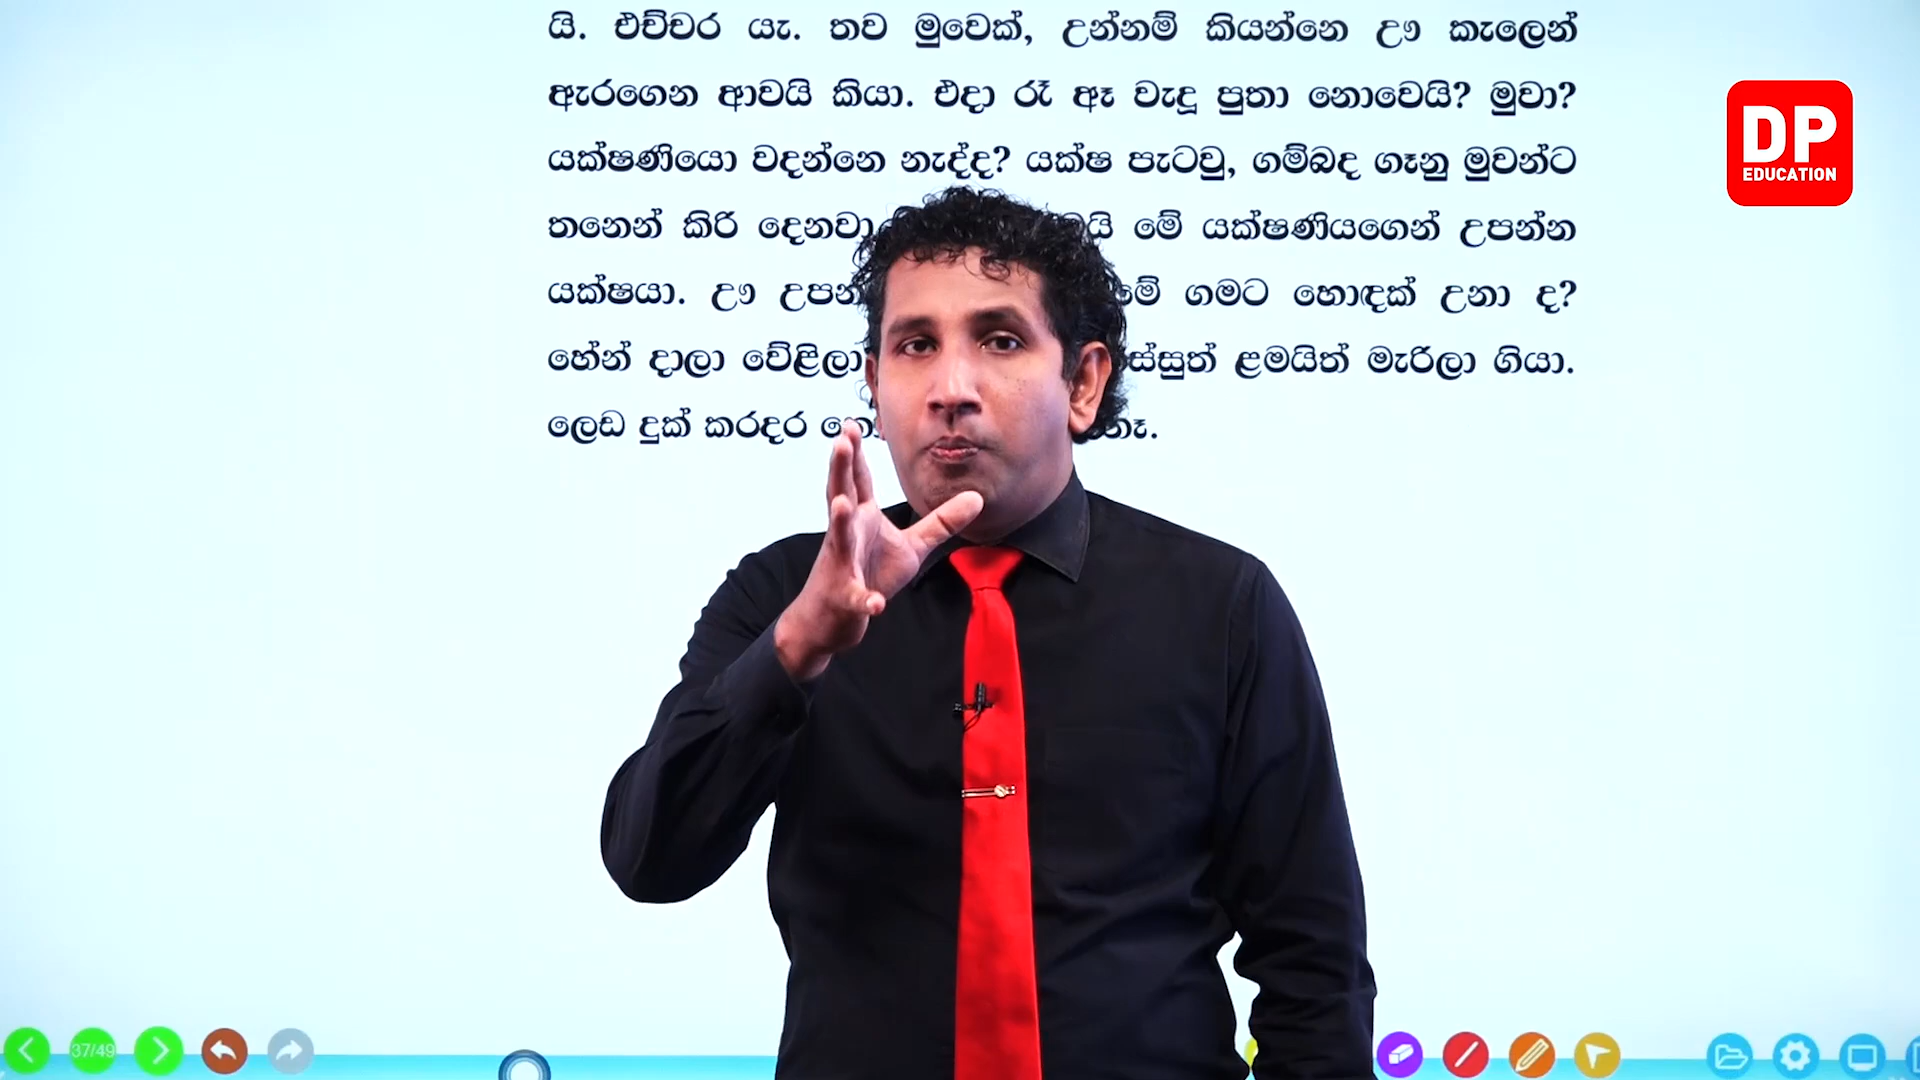 යි. එච්චර යැ. තව මුවෙක්, උන්නම් කියන්නෙ ඌ කැලෙන්
ඇරගෙන ආවයි කියා. එදා රෑ ඈ වැදූ පුතා නොවෙයි? මුවා?
යක්ෂණියො වදන්නෙ නැද්ද? යක්ෂ පැටවු, ගම්බද ගෑනු මුවන්ට
තනෙන් කිරි දෙනවා යි මේ යක්ෂණියගෙන් උපන්න
යක්ෂයා. ඌ මේ ගමට හොඳක් උනා ද?
හේන් දාලා වේළිලා ළමයිත් මැරිලා ගියා.
ලෙඩ දුක් කරදර
DP
EDUCATION
37/49